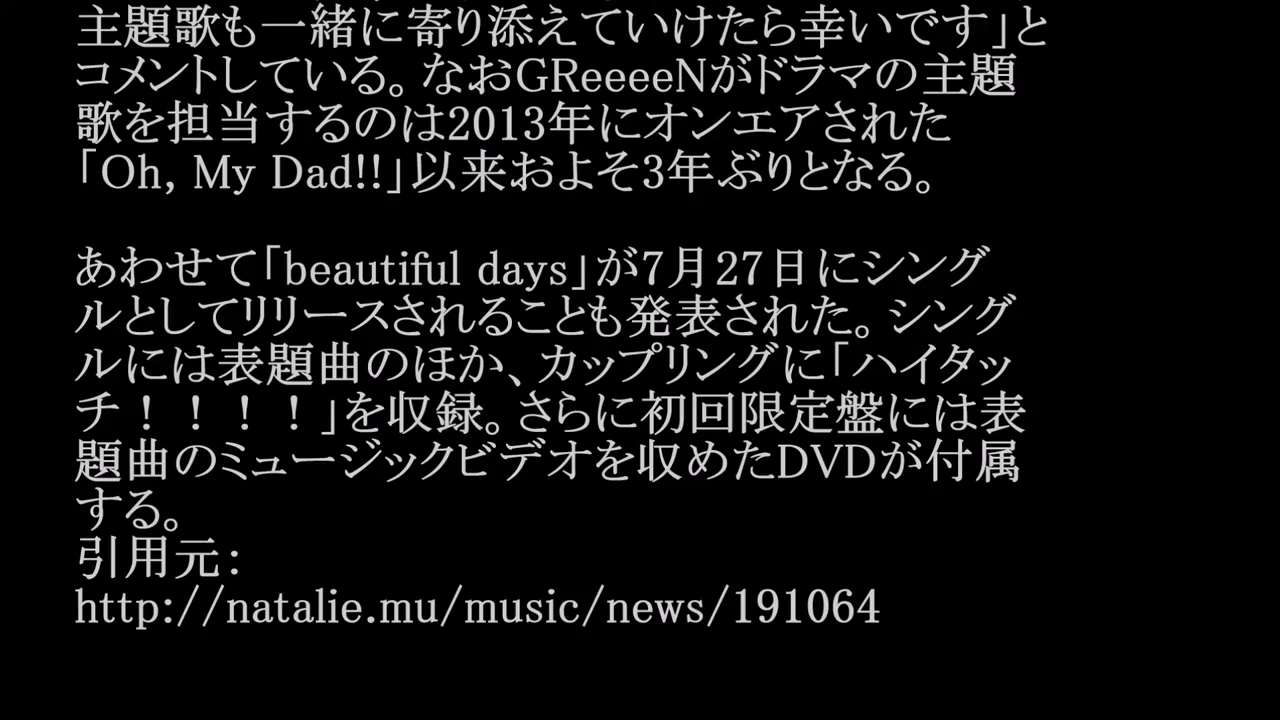 主題歌も一緒に寄り添えていけたら幸いです」と
コメントしている。なおGReeeeNがドラマの主題
歌を担当するのは2013年にオンエアされた
「Oh, My Dad!!」以来およそ3年ぶりとなる。
あわせて「beautiful days」が7月27日にシング
ルとしてリリースされることも発表された。シング
ルには表題曲のほか、カップリングに「ハイタッ
チ！！！！」を収録。さらに初回限定盤には表
題曲のミュージックビデオを収めたDVDが付属
する。
引用元：
http://natalie.mu/music/news/191064